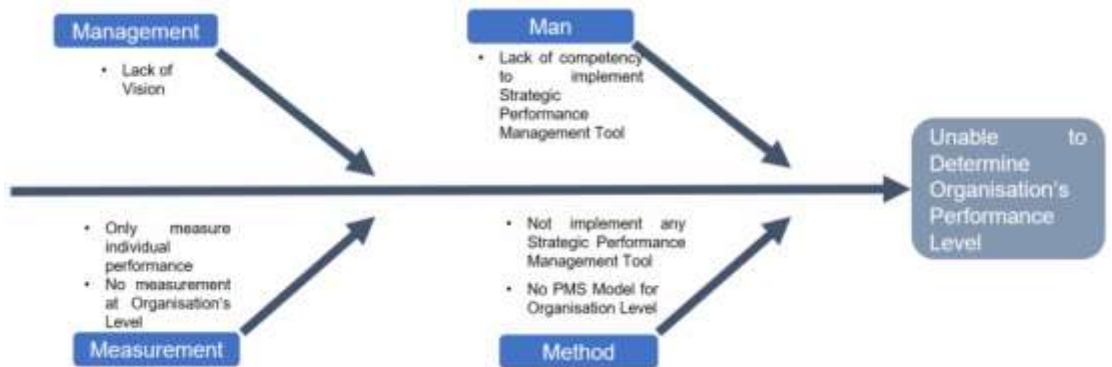 Management
• Lack of
Vision
Man
• Lack of competency
to implement
Strategic
Performance
Management Tool
Unable to
Determine
Organisation's
Performance
Level
• Only measure
individual
performance
• No measurement
at Organisation's
Level
Measurement
• Not implement any
Strategic Performance
Management Tool
• No PMS Model for
Organisation Level
Method